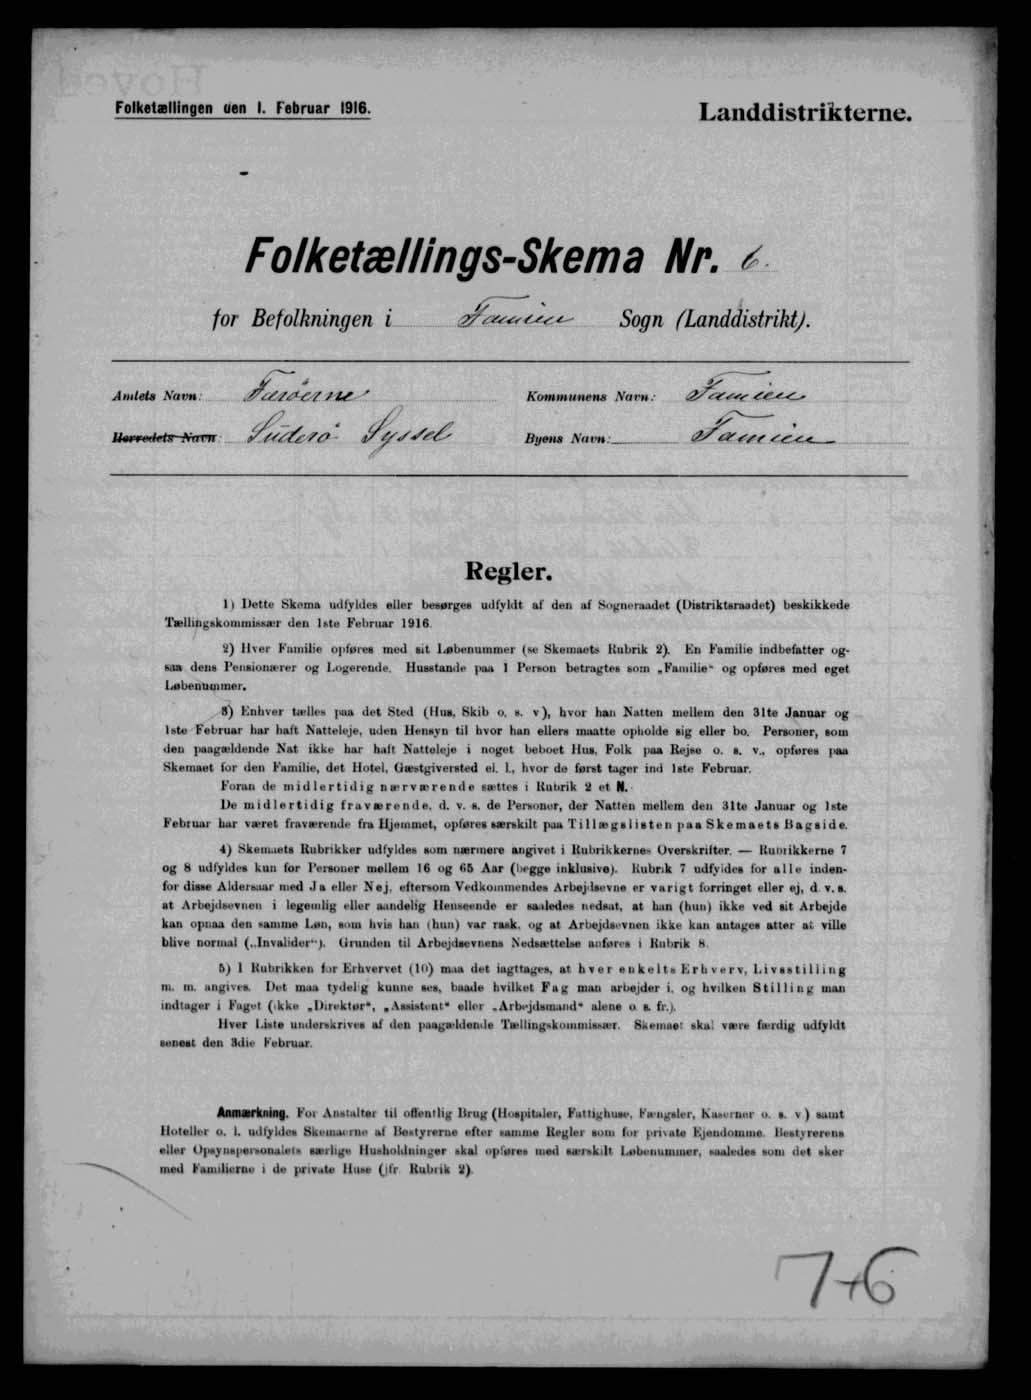 Folketællingen den 1. Februar 1916.
Landdistrikterne.
Folketællings-Skema Nr. 6.
for Befolkningen i Famien Sogn (Landdistrikt).
Amtets Navn: Færöerne
Kommunens Navn: Famien
Herredets Navn: Suderö Syssel
Byens Navn: Famien
Regler.
1) Dette Skema udfyldes eller besørges udfyldt af den af Sogneraadet (Distriktsraadet) beskikkede
Tællingskommissær den 1ste Februar 1916.
2) Hver Familie opføres med sit Løbenummer (se Skemaets Rubrik 2). En Familie indbefatter og-
saa dens Pensionærer og Logerende. Husstande paa 1 Person betragtes som „Familie“ og opføres med eget
Løbenummer.
3) Enhver tælles paa det Sted (Hus, Skib o. s. v), hvor han Natten mellem den 31te Januar og
1ste Februar har haft Natteleje, uden Hensyn til hvor han ellers maatte opholde sig eller bo. Personer, som
den paagældende Nat ikke har haft Natteleje i noget beboet Hus, Folk paa Rejse o. s. v., opføres paa
Skemaet for den Familie, det Hotel, Gæstgiversted el. l., hvor de først tager ind 1ste Februar.
Foran de midlertidig nærværende sættes i Rubrik 2 et N.
De midlertidig fraværende, d. v. s. de Personer, der Natten mellem den 31te Januar og 1ste
Februar har været fraværende fra Hjemmet, opføres særskilt paa Tillægslisten paa Skemaets Bagside.
4) Skemaets Rubrikker udfyldes som nærmere angivet i Rubrikkernes Overskrifter. — Rubrikkerne 7
og 8 udfyldes kun for Personer mellem 16 og 65 Aar (begge inklusive). Rubrik 7 udfyldes for alle inden-
for disse Aldersaar med Ja eller Nej, eftersom Vedkommendes Arbejdsevne er varigt forringet eller ej, d. v. s.
at Arbejdsevnen i legemlig eller aandelig Henseende er saaledes nedsat, at han (hun) ikke ved sit Arbejde
kan opnaa den samme Løn, som hvis han (hun) var rask, og at Arbejdsevnen ikke kan antages atter at ville
blive normal („Invalider“). Grunden til Arbejdsevnens Nedsættelse anføres i Rubrik 8.
5) I Rubrikken for Erhvervet (10) maa det iagttages, at hver enkelts Erhverv, Livsstilling
m. m. angives. Det maa tydelig kunne ses, baade hvilket Fag man arbejder i, og hvilken Stilling man
indtager i Faget (ikke „Direktør“, „Assistent“ eller „Arbejdsmand“ alene o. s. fr.).
Hver Liste underskrives af den paagældende Tællingskommissær. Skemaet skal være færdig udfyldt
senest den 3die Februar.
Anmærkning. For Anstalter til offentlig Brug (Hospitaler, Fattighuse, Fængsler, Kaserner o. s. v) samt
Hoteller o. l. udfyldes Skemaerne af Bestyrerne efter samme Regler som for private Ejendomme. Bestyrerens
eller Opsynspersonalets særlige Husholdninger skal opføres med særskilt Løbenummer, saaledes som det sker
med Familierne i de private Huse (jfr. Rubrik 2).
7+6